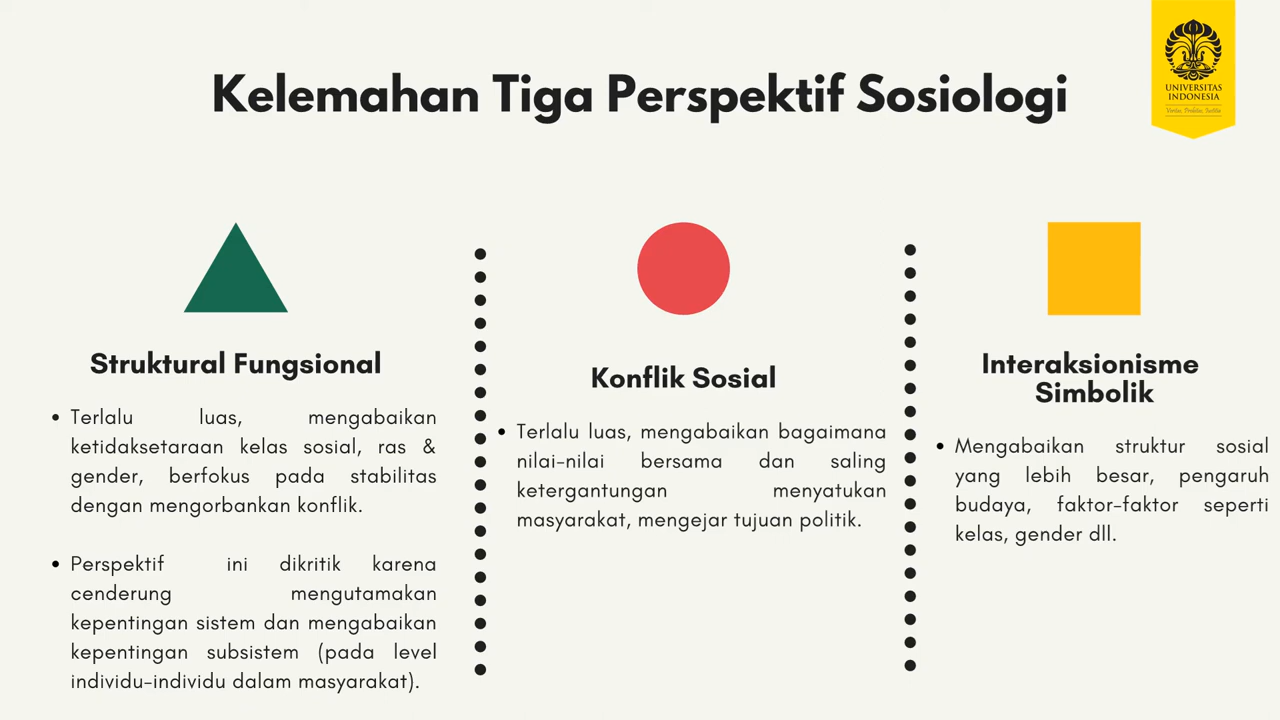 Kelemahan Tiga Perspektif Sosiologi
UNIVERSITAS
INDONESIA
Veritas, Probitas, Iustitia
Struktural Fungsional
Terlalu luas, mengabaikan
ketidaksetaraan kelas sosial, ras &
gender, berfokus pada stabilitas
dengan mengorbankan konflik.
Perspektif ini dikritik karena
cenderung mengutamakan
kepentingan sistem dan mengabaikan
kepentingan subsistem (pada level
individu-individu dalam masyarakat).
Konflik Sosial
Terlalu luas, mengabaikan bagaimana
nilai-nilai bersama dan saling
ketergantungan menyatukan
masyarakat, mengejar tujuan politik.
Interaksionisme
Simbolik
Mengabaikan struktur sosial
yang lebih besar, pengaruh
budaya, faktor-faktor seperti
kelas, gender dll.